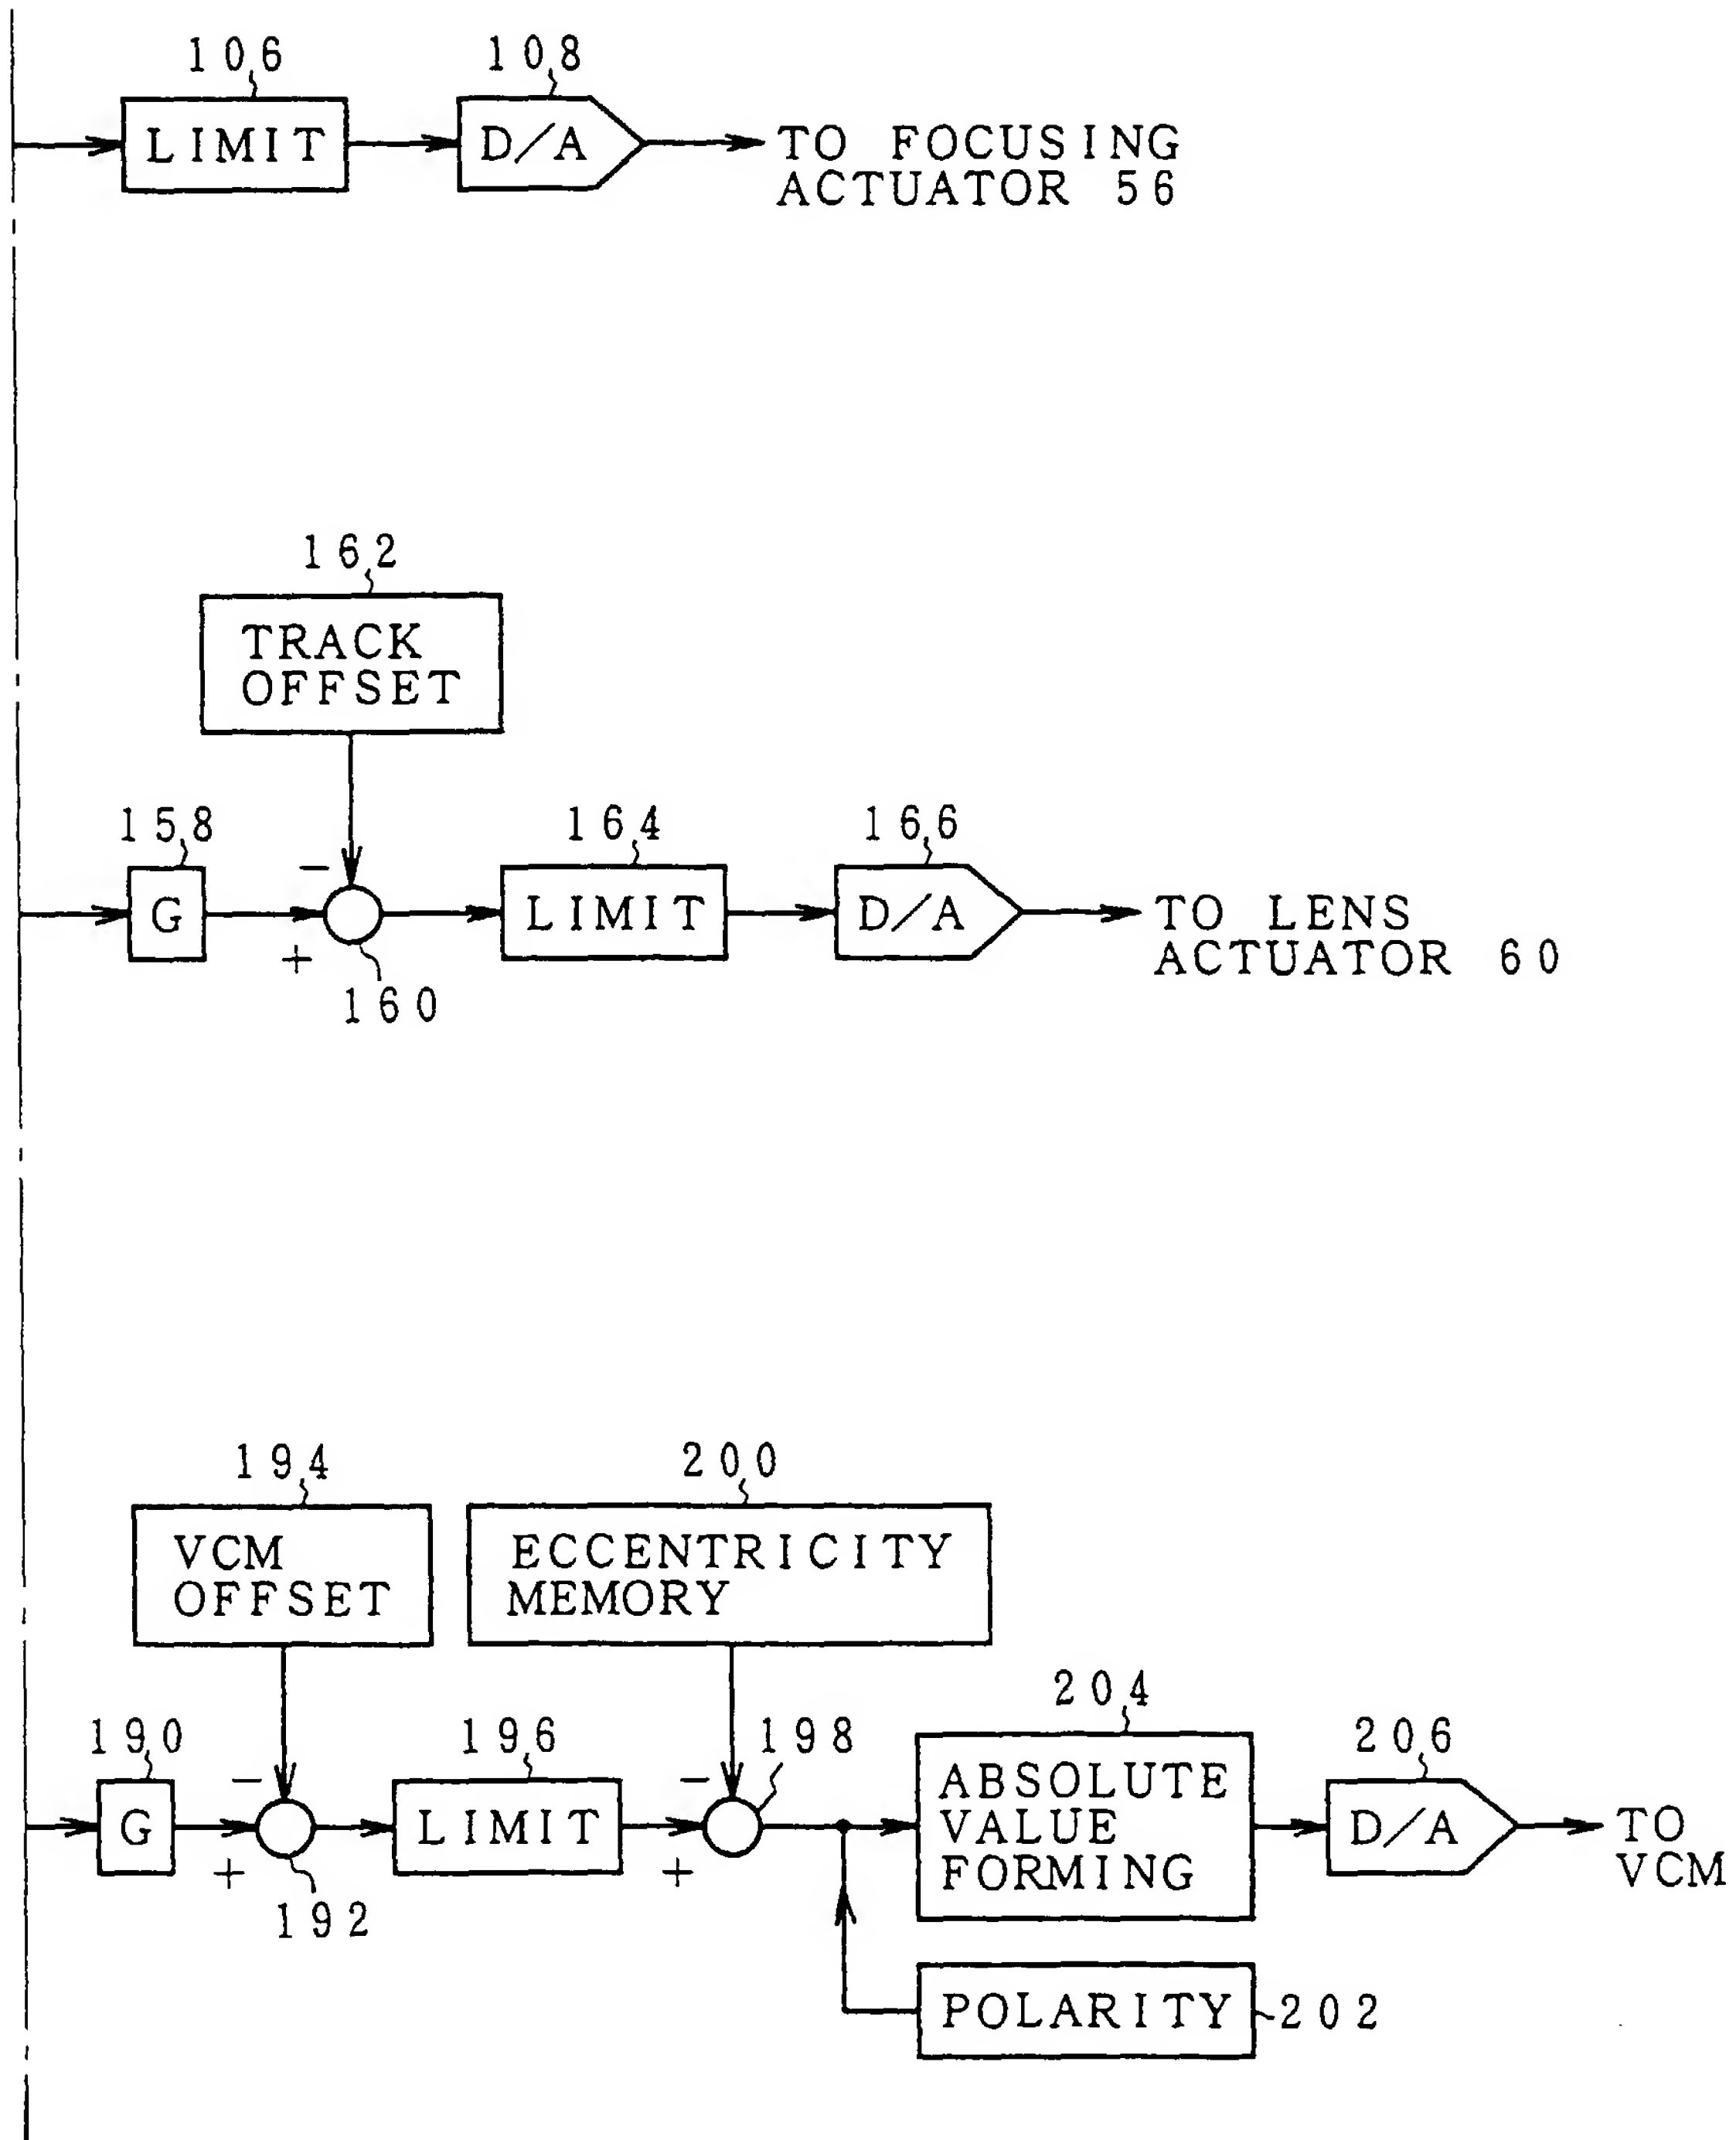 106
108
LIMIT
D/A
TO FOCUSING
ACTUATOR 56
162
TRACK
OFFSET
158
164
166
−
G
LIMIT
D/A
TO LENS
ACTUATOR 60
+
160
194
200
VCM
OFFSET
ECCENTRICITY
MEMORY
204
190
196
198
206
−
−
G
LIMIT
ABSOLUTE
VALUE
FORMING
D/A
TO
VCM
+
+
192
POLARITY
202